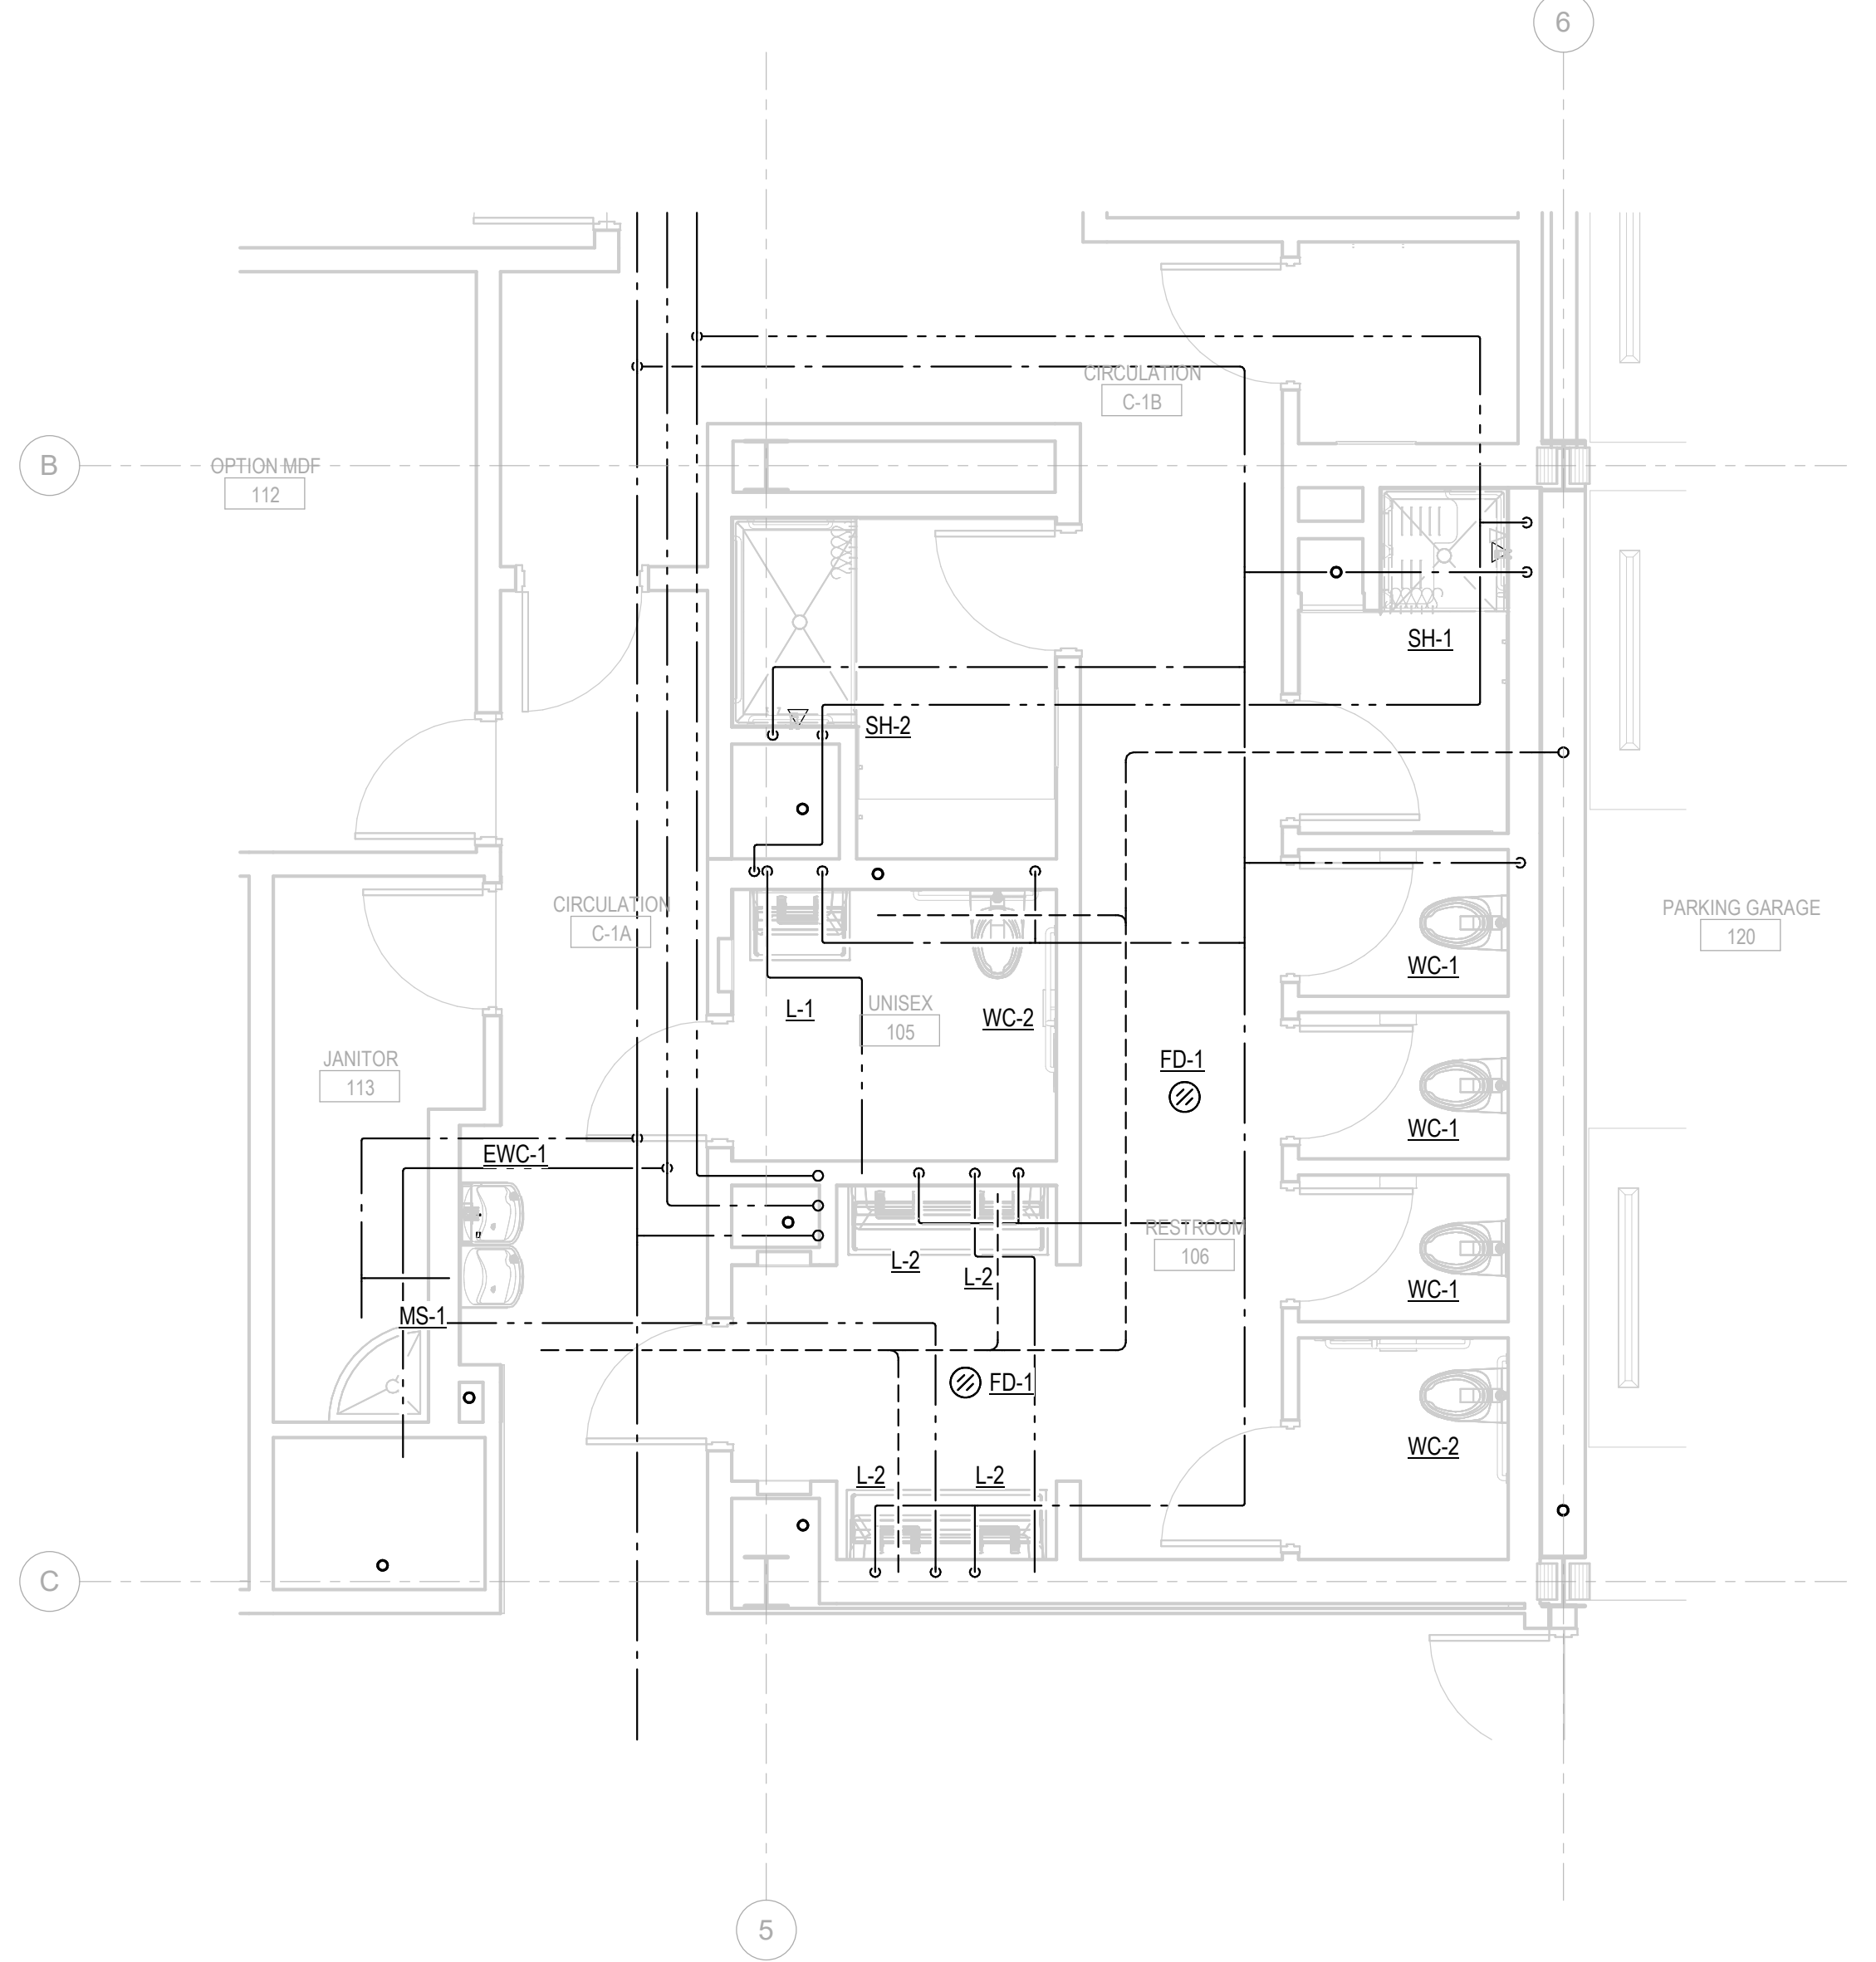 6
CIRCULATION
C-1B
B
OPTION MDF
112
SH-1
SH-2
CIRCULATION
C-1A
PARKING GARAGE
120
WC-1
L-1
UNISEX
105
WC-2
JANITOR
113
FD-1
WC-1
EWC-1
RESTROOM
106
L-2
L-2
WC-1
MS-1
FD-1
WC-2
L-2
L-2
C
5